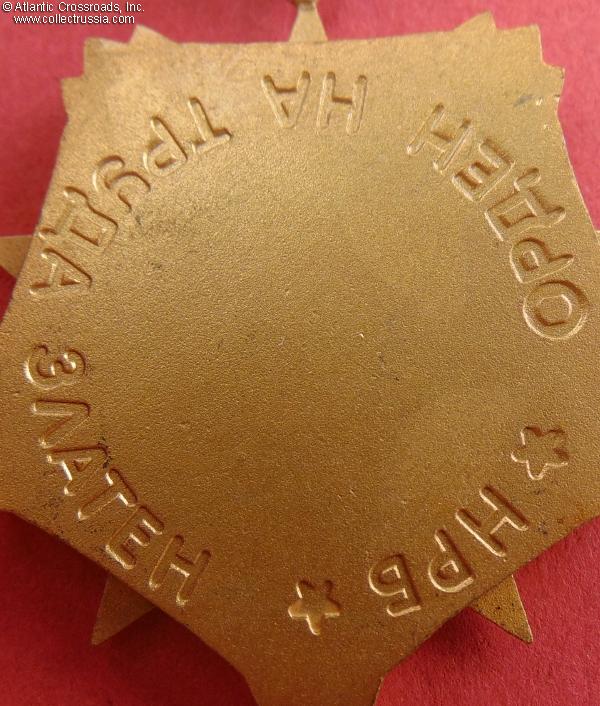 © Atlantic Crossroads, Inc.
www.collectrussia.com
ОРДЕН НА ТРУДА ЗЛАТЕН
★ НРБ ★